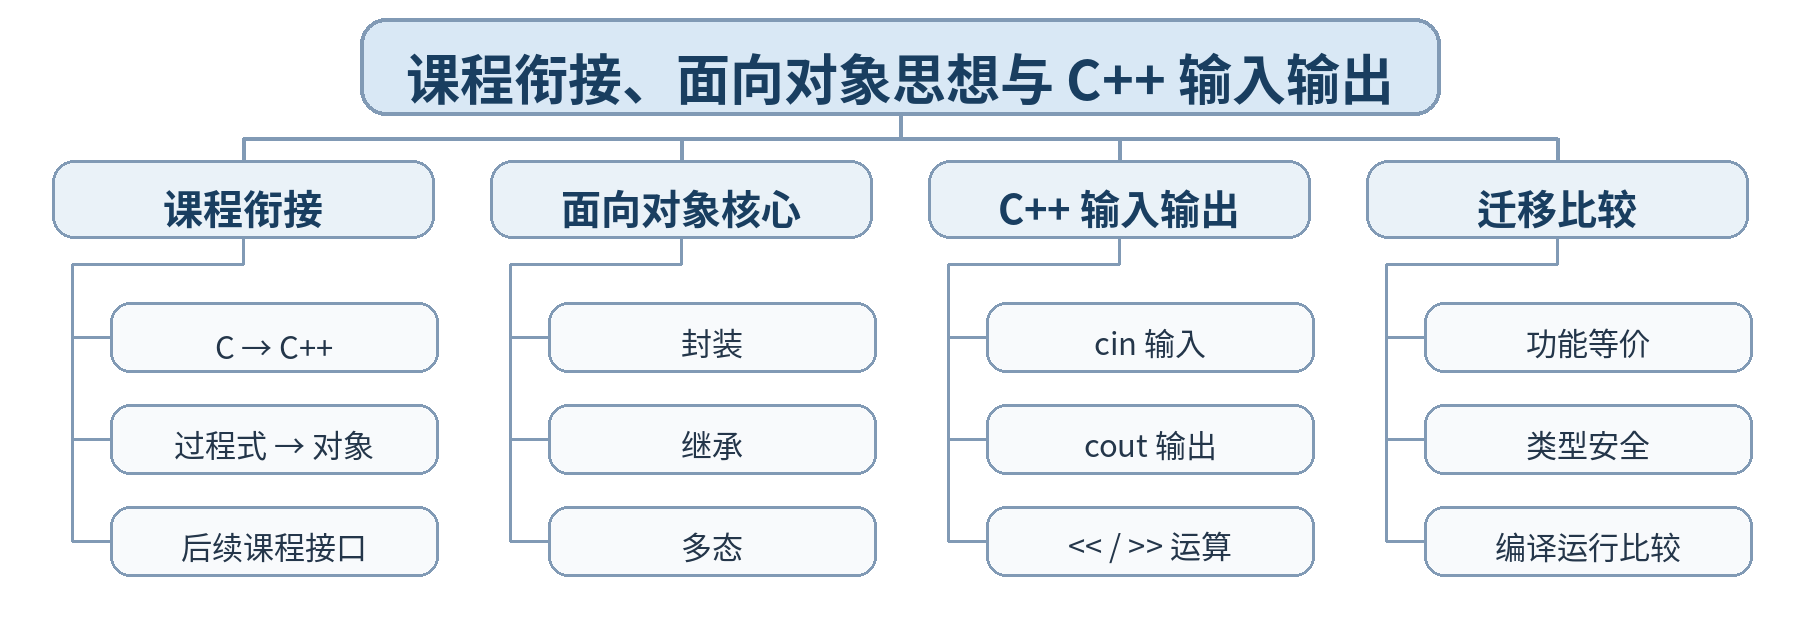 课程衔接、面向对象思想与 C++ 输入输出
课程衔接
面向对象核心
C++ 输入输出
迁移比较
C → C++
封装
cin 输入
功能等价
过程式 → 对象
继承
cout 输出
类型安全
后续课程接口
多态
<< / >> 运算
编译运行比较